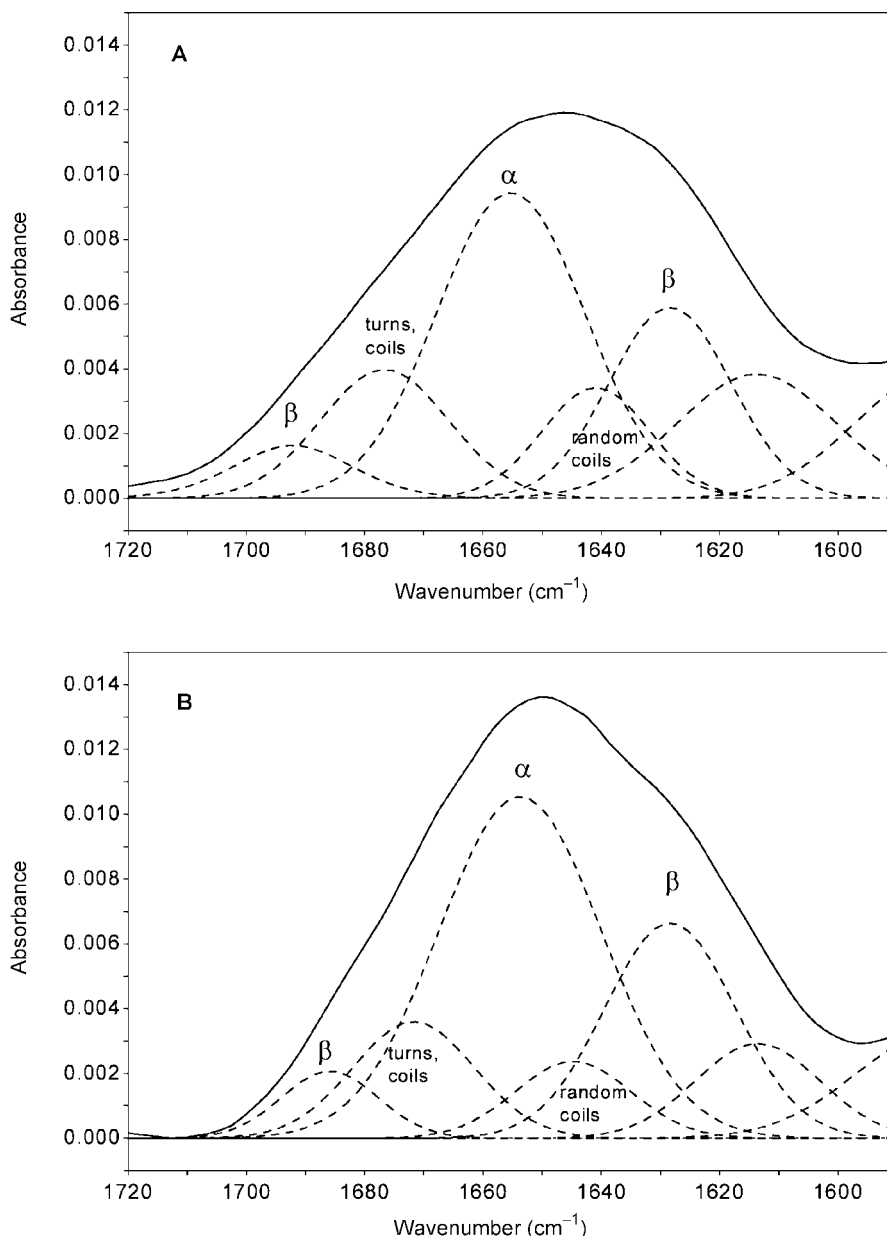 A
0.014
0.012
0.010
0.008
0.006
0.004
0.002
0.000
Absorbance
α
β
turns,
coils
β
random
coils
1720 1700 1680 1660 1640 1620 1600
Wavenumber (cm⁻¹)
B
0.014
0.012
0.010
0.008
0.006
0.004
0.002
0.000
Absorbance
α
β
β
turns,
coils
random
coils
1720 1700 1680 1660 1640 1620 1600
Wavenumber (cm⁻¹)